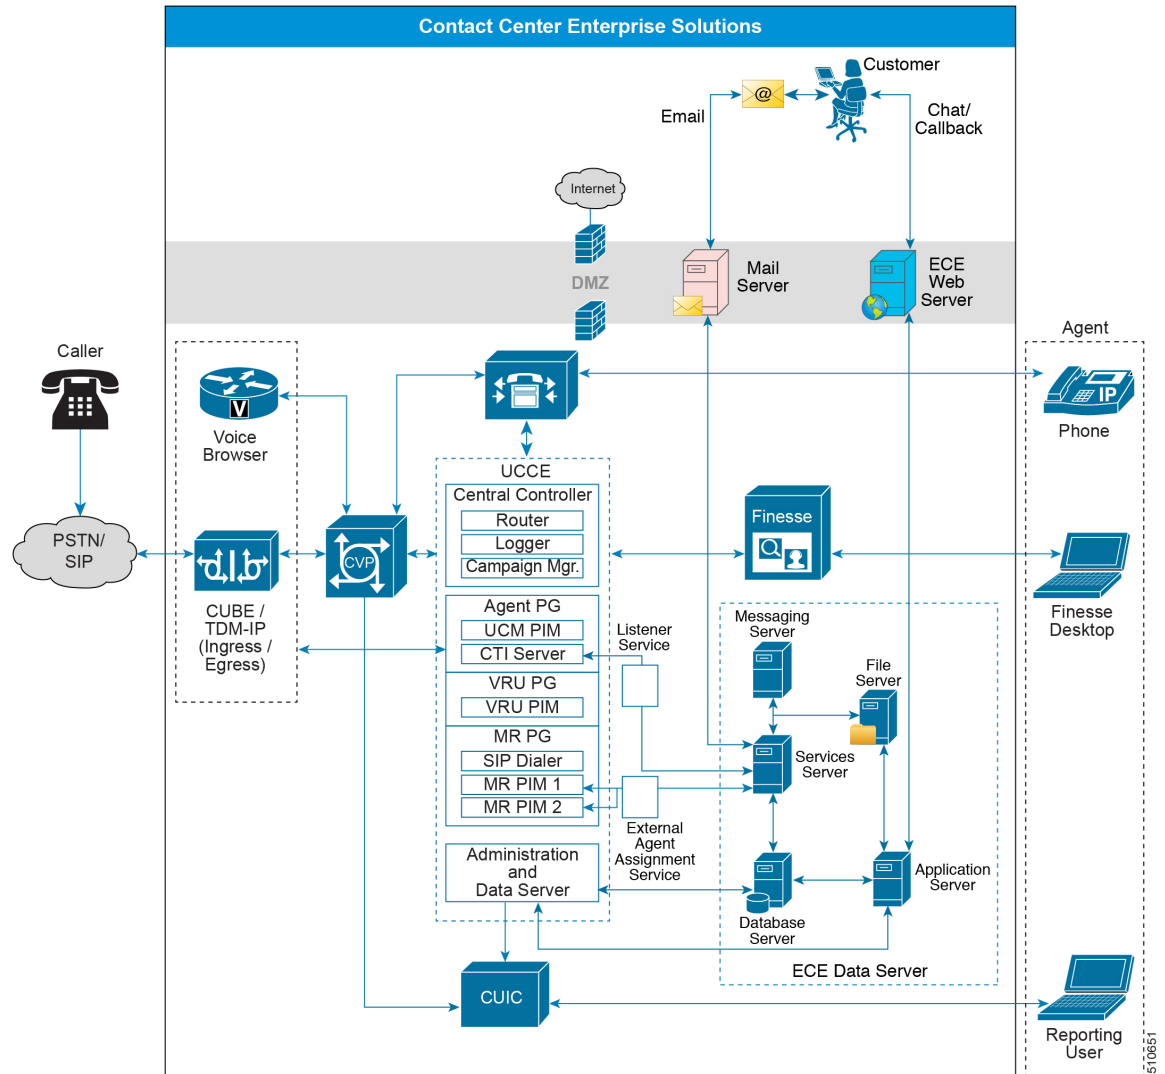 Contact Center Enterprise Solutions
Customer
@
Email
Chat/
Callback
Internet
DMZ
Mail
Server
ECE
Web
Server
Caller
Agent
V
Voice
Browser
IP
Phone
UCCE
Central Controller
Router
Logger
Campaign Mgr.
Finesse
PSTN/
SIP
CVP
CUBE /
TDM-IP
(Ingress /
Egress)
Finesse
Desktop
Agent PG
UCM PIM
CTI Server
Listener
Service
Messaging
Server
File
Server
VRU PG
VRU PIM
MR PG
SIP Dialer
MR PIM 1
MR PIM 2
Services
Server
External
Agent
Assignment
Service
Administration
and
Data Server
Application
Server
Database
Server
ECE Data Server
CUIC
Reporting
User
510651